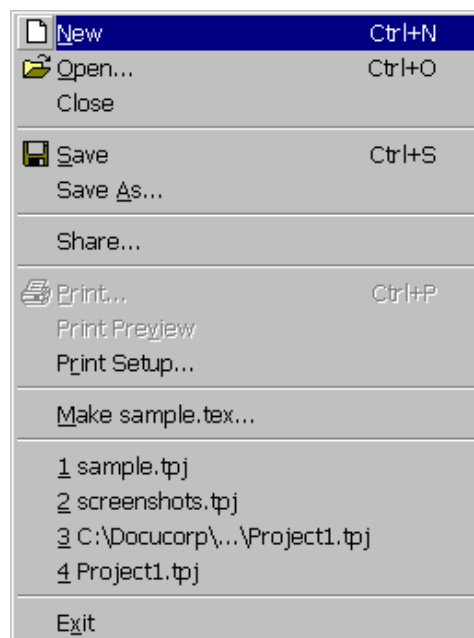 New Ctrl+N
Open... Ctrl+O
Close
Save Ctrl+S
Save As...
Share...
Print... Ctrl+P
Print Preview
Print Setup...
Make sample.tex...
1 sample.tpj
2 screenshots.tpj
3 C:\Docucorp\...\Project1.tpj
4 Project1.tpj
Exit